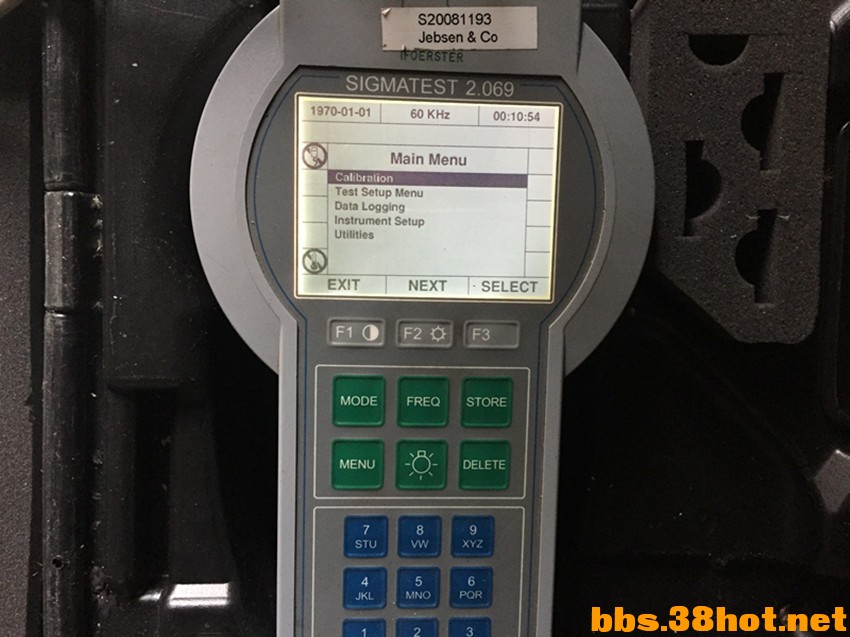 S20081193
Jebsen & Co
FOERSTER
SIGMATEST 2.069
1970-01-01 60 KHz 00:10:54
Main Menu
Calibration
Test Setup Menu
Data Logging
Instrument Setup
Utilities
EXIT NEXT SELECT
F1 F2 F3
MODE FREQ STORE
MENU DELETE
7 8 9
STU VW XYZ
4 5 6
JKL MNO PQR
1 2 3
bbs.38hot.net